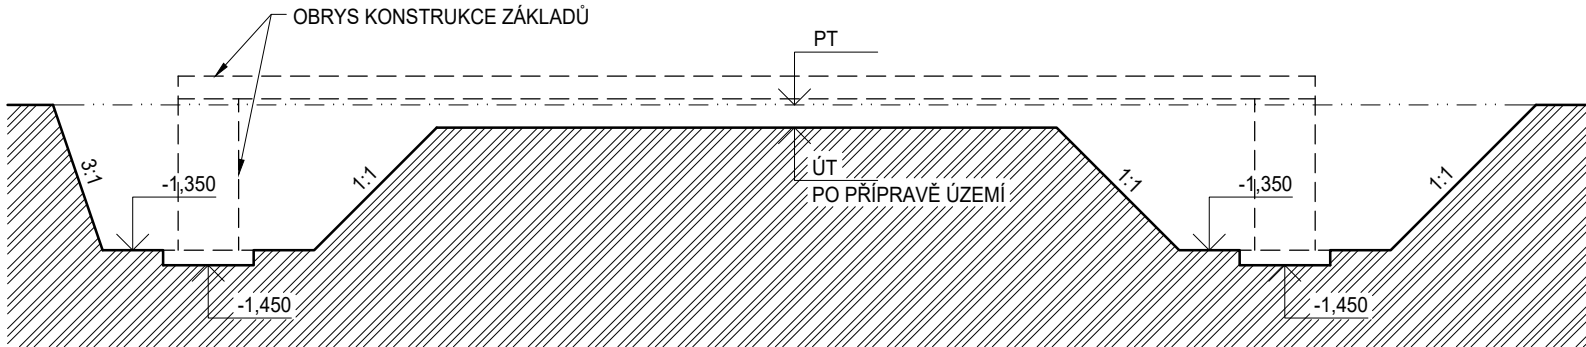 OBRYS KONSTRUKCE ZÁKLADŮ
PT
3:1
-1,350
1:1
ÚT
PO PŘÍPRAVĚ ÚZEMÍ
1:1
-1,350
1:1
-1,450
-1,450